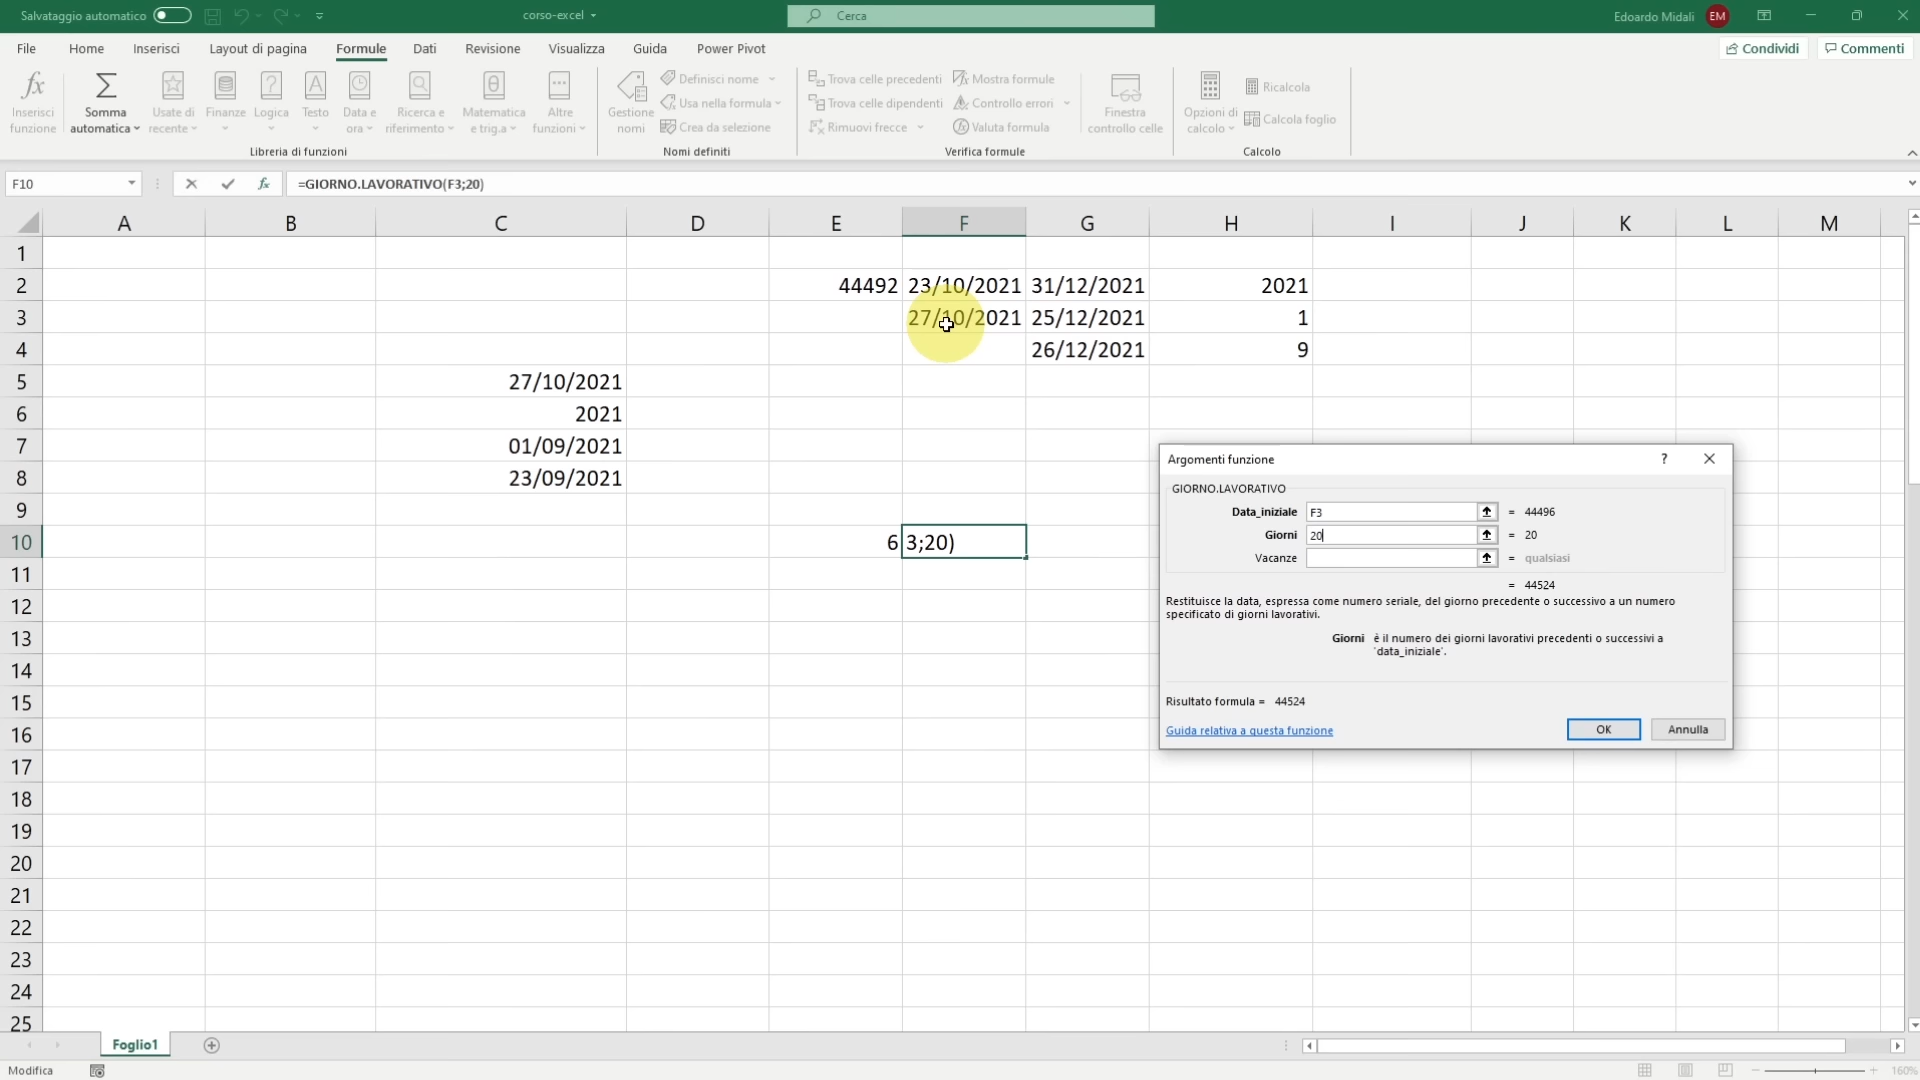 Salvataggio automatico
corso-excel
Cerca
Edoardo Midali
EM
File
Home
Inserisci
Layout di pagina
Formule
Dati
Revisione
Visualizza
Guida
Power Pivot
Condividi
Commenti
Inserisci funzione
Somma automatica
Usate di recente
Finanze
Logica
Testo
Data e ora
Ricerca e riferimento
Matematica e trig.a
Altre funzioni
Libreria di funzioni
Gestione nomi
Definisci nome
Usa nella formula
Crea da selezione
Nomi definiti
Trova celle precedenti
Trova celle dipendenti
Rimuovi frecce
Mostra formule
Controllo errori
Valuta formula
Verifica formule
Finestra controllo celle
Opzioni di calcolo
Ricalcola
Calcola foglio
Calcolo
F10
fx
=GIORNO.LAVORATIVO(F3;20)
A B C D E F G H I J K L M
1
2 44492 23/10/2021 31/12/2021 2021
3 27/10/2021 25/12/2021 1
4 26/12/2021 9
5 27/10/2021
6 2021
7 01/09/2021
8 23/09/2021
9
10 6 3;20)
11
12
13
14
15
16
17
18
19
20
21
22
23
24
25
Argomenti funzione
?
GIORNO.LAVORATIVO
Data_iniziale F3 = 44496
Giorni 20 = 20
Vacanze = qualsiasi
= 44524
Restituisce la data, espressa come numero seriale, del giorno precedente o successivo a un numero
specificato di giorni lavorativi.
Giorni è il numero dei giorni lavorativi precedenti o successivi a
'data_iniziale'.
Risultato formula = 44524
Guida relativa a questa funzione
OK
Annulla
Foglio1
Modifica
160%